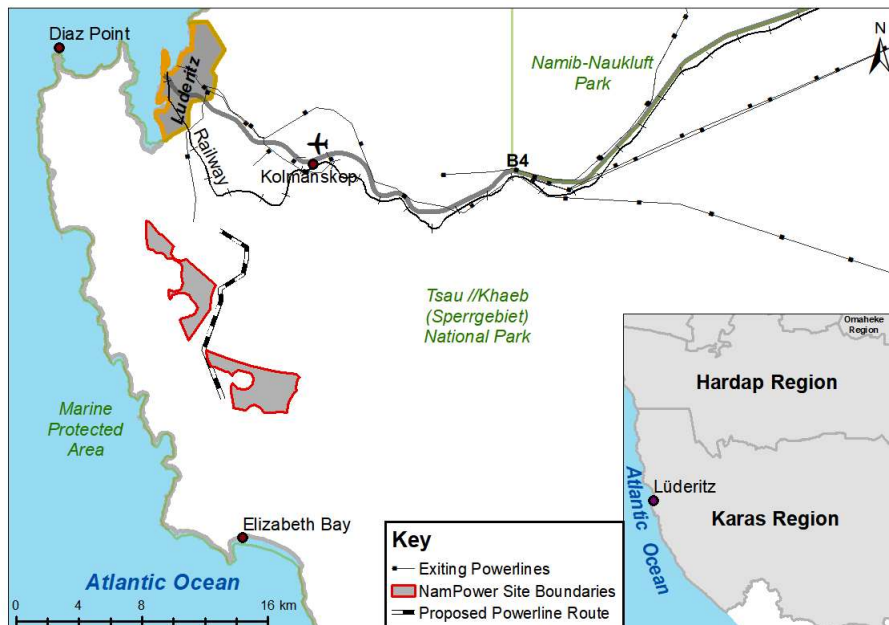 Diaz Point
Lüderitz
Railway
Kolmanskop
B4
Namib-Naukluft
Park
N
Tsau //Khaeb
(Sperrgebiet)
National Park
Marine
Protected
Area
Elizabeth Bay
Atlantic Ocean
0 4 8 16 km
Key
Exiting Powerlines
NamPower Site Boundaries
Proposed Powerline Route
Omaheke
Region
Hardap Region
Lüderitz
Karas Region
Atlantic Ocean